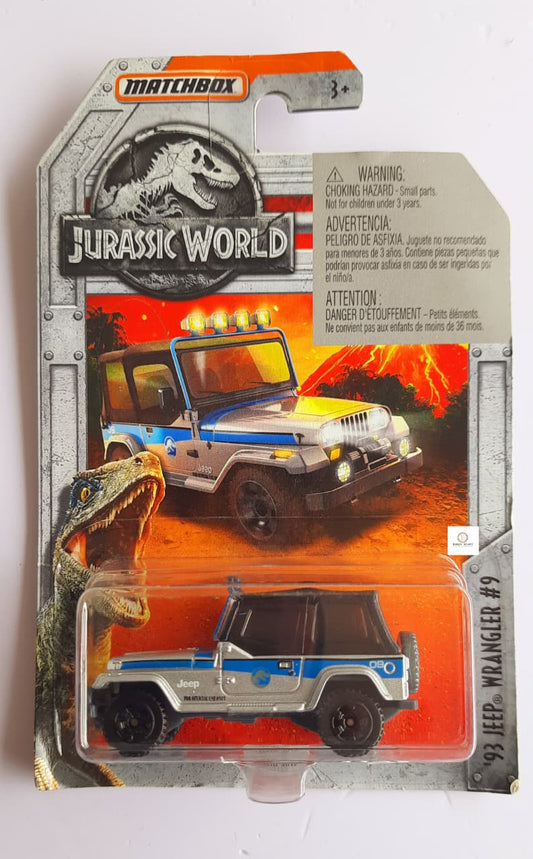 MATCHBOX
3+
JURASSIC WORLD
WARNING.
CHOKING HAZARD - Small parts.
Not for children under 3 years.
ADVERTENCIA:
PELIGRO DE ASFIXIA. Juguete no recomendado
para menores de 3 años. Contiene piezas pequeñas que
podrían provocar asfixia en caso de ser ingeridas por
el niño/a.
ATTENTION :
DANGER D'ÉTOUFFEMENT – Petits éléments.
Ne convient pas aux enfants de moins de 36 mois.
Jeep
'93 JEEP® WRANGLER #9
Jeep
09